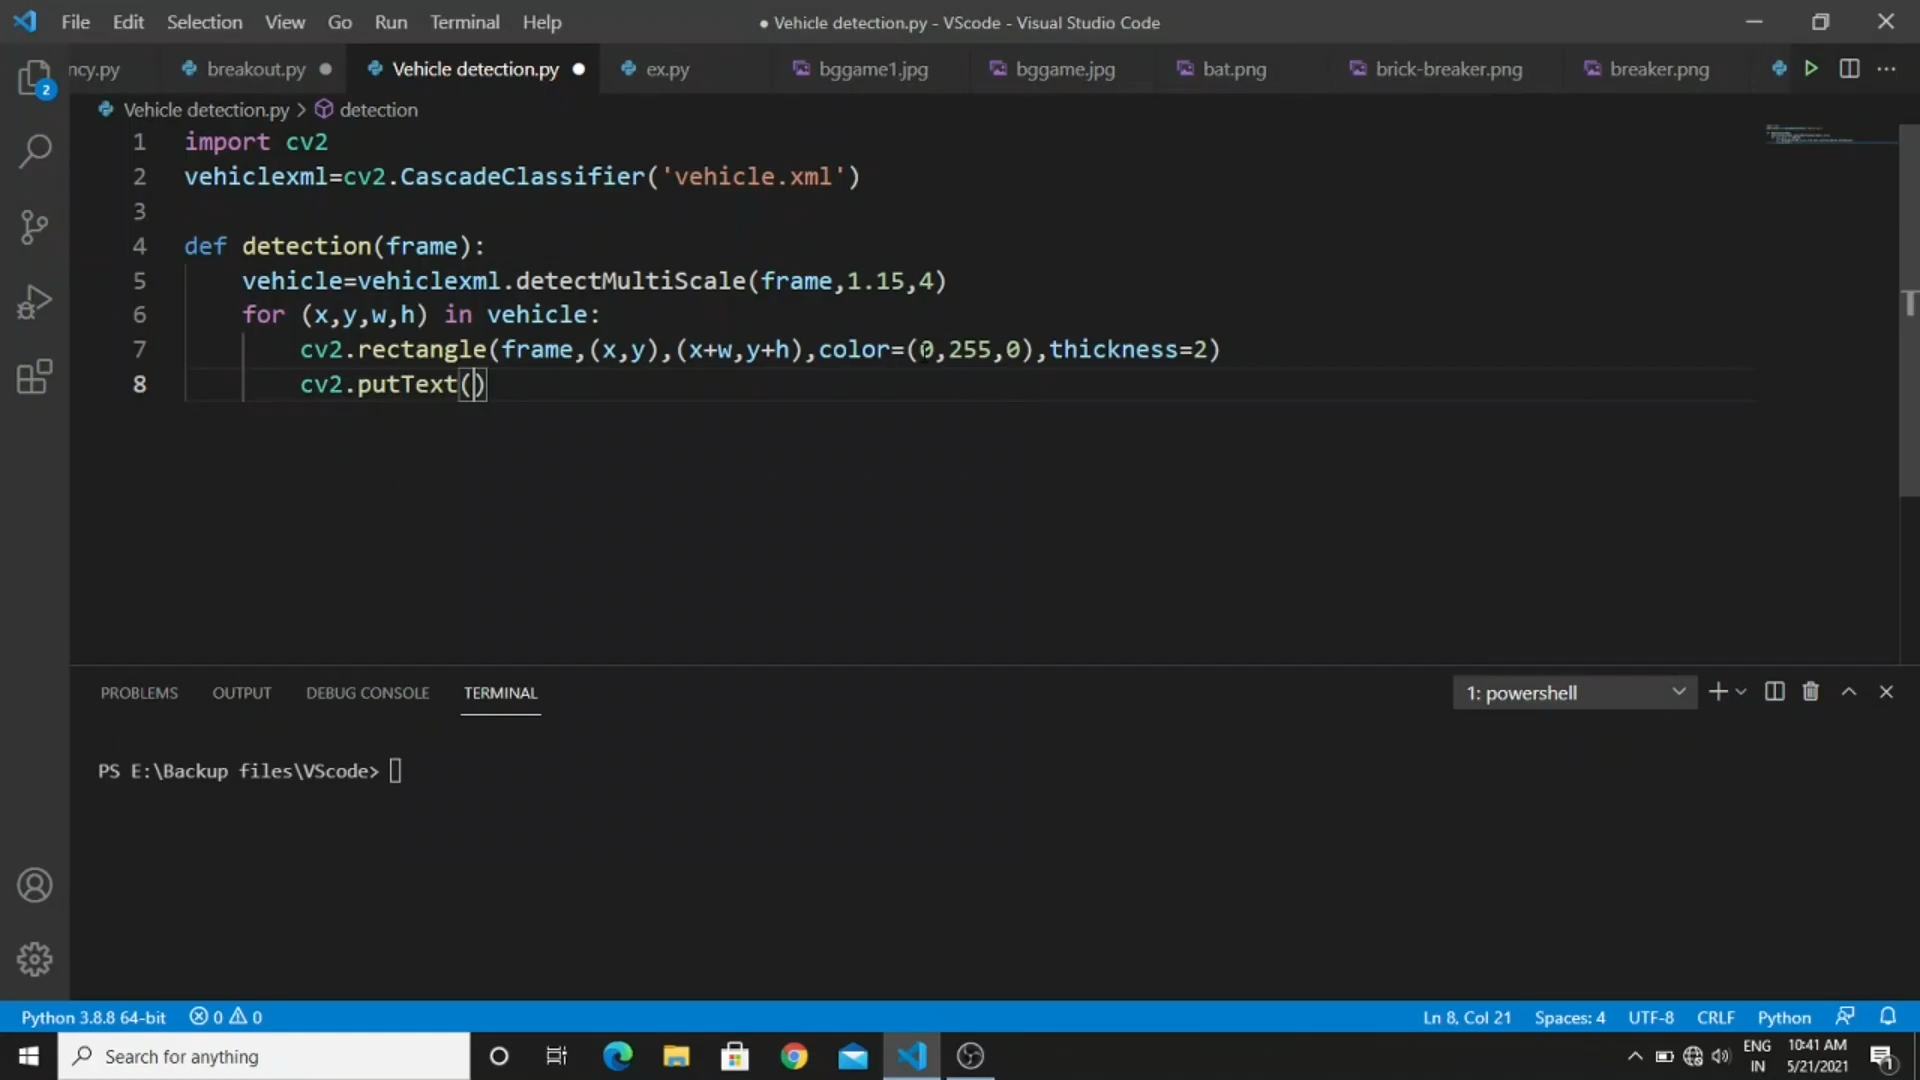 File Edit Selection View Go Run Terminal Help ● Vehicle detection.py - VScode - Visual Studio Code
2
ncy.py breakout.py Vehicle detection.py ex.py bggame1.jpg bggame.jpg bat.png brick-breaker.png breaker.png
Vehicle detection.py > detection
1 import cv2
2 vehiclexml=cv2.CascadeClassifier('vehicle.xml')
3
4 def detection(frame):
5 vehicle=vehiclexml.detectMultiScale(frame,1.15,4)
6 for (x,y,w,h) in vehicle:
7 cv2.rectangle(frame,(x,y),(x+w,y+h),color=(0,255,0),thickness=2)
8 cv2.putText()
PROBLEMS OUTPUT DEBUG CONSOLE TERMINAL 1: powershell
PS E:\Backup files\VScode>
Python 3.8.8 64-bit 0 0 Ln 8, Col 21 Spaces: 4 UTF-8 CRLF Python
Search for anything
ENG 10:41 AM
IN 5/21/2021 1